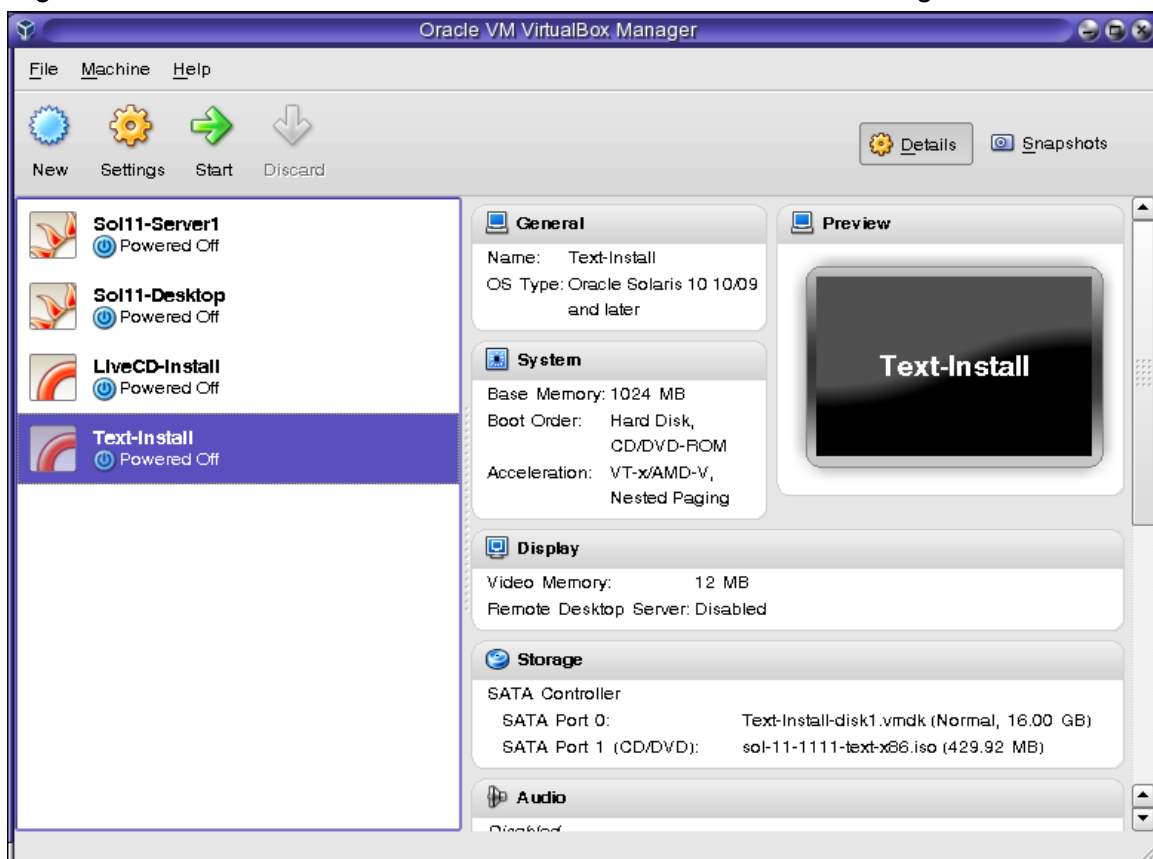 Oracle VM VirtualBox Manager
File Machine Help
New Settings Start Discard
Details Snapshots
Sol11-Server1
Powered Off
Sol11-Desktop
Powered Off
LiveCD-Install
Powered Off
Text-Install
Powered Off
General
Name: Text-Install
OS Type: Oracle Solaris 10 10/09
and later
System
Base Memory: 1024 MB
Boot Order: Hard Disk,
CD/DVD-ROM
Acceleration: VT-x/AMD-V,
Nested Paging
Preview
Text-Install
Display
Video Memory: 12 MB
Remote Desktop Server: Disabled
Storage
SATA Controller
SATA Port 0: Text-Install-disk1.vmdk (Normal, 16.00 GB)
SATA Port 1 (CD/DVD): sol-11-1111-text-x86.iso (429.92 MB)
Audio
Disabled